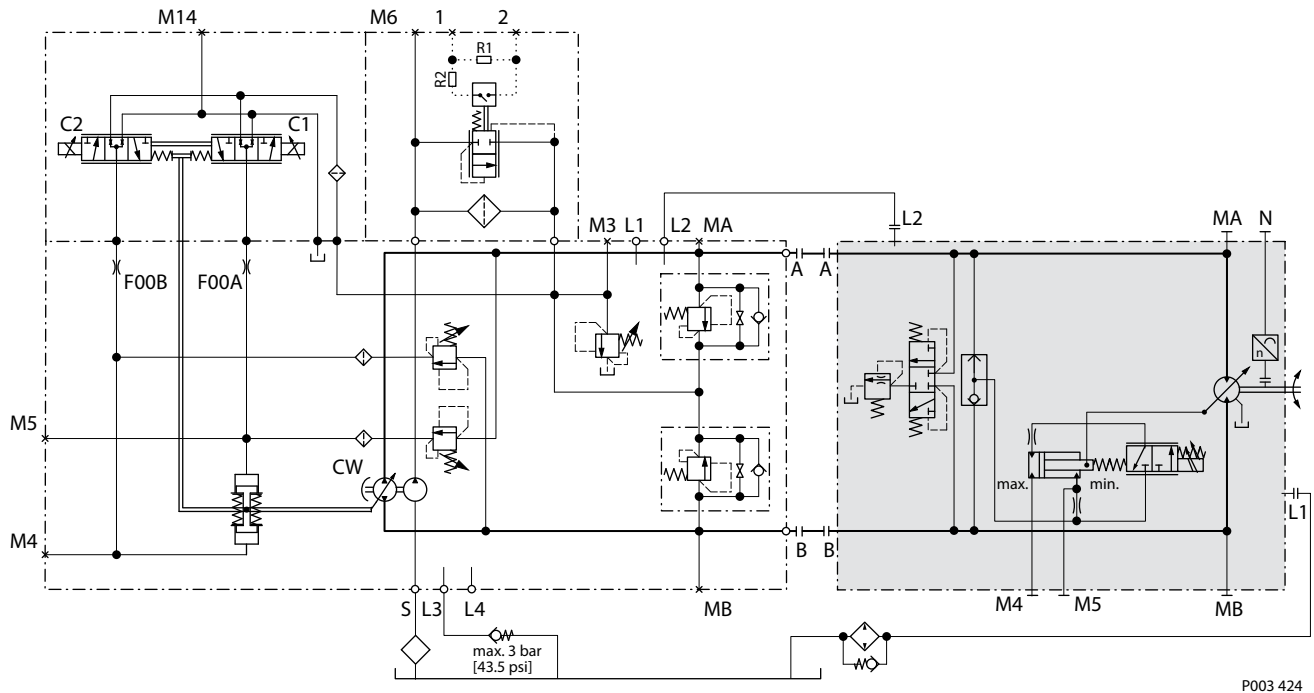 M14
M6
1
2
R1
R2
C2
C1
M3
L1
L2
MA
L2
MA
N
F00B
F00A
A
A
n
M5
CW
max.
min.
L1
M4
B
B
S
L3
L4
MB
M4
M5
MB
max. 3 bar
[43.5 psi]
P003 424